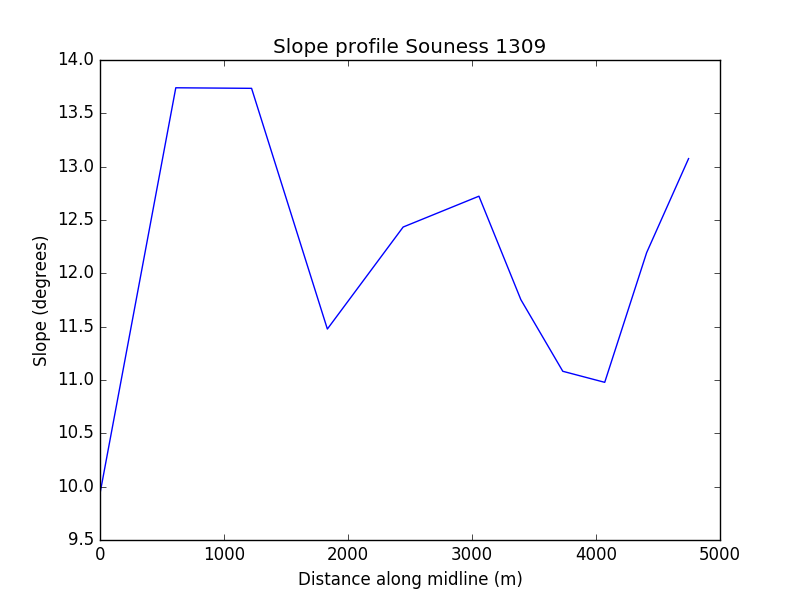 Slope profile Souness 1309
14.0
13.5
13.0
12.5
12.0
11.5
11.0
10.5
10.0
9.5
Slope (degrees)
0 1000 2000 3000 4000 5000
Distance along midline (m)